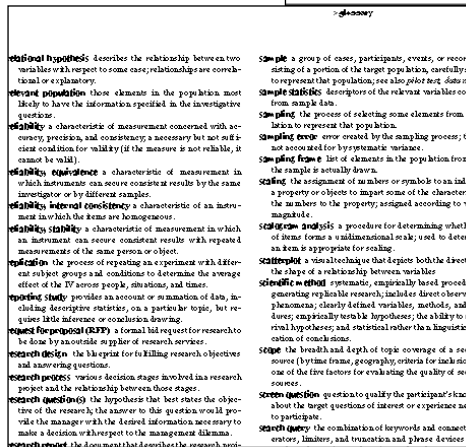 >glossary
relational hypothesis describes the relationship between two
variables with respect to some case; relationships are correla-
tional or explanatory.
relevant population those elements in the population most
likely to have the information specified in the investigative
questions.
reliability a characteristic of measurement concerned with ac-
curacy, precision, and consistency; a necessary but not suffi-
cient condition for validity (if the measure is not reliable, it
cannot be valid).
reliability, equivalence a characteristic of measurement in
which instruments can secure consistent results by the same
investigator or by different samples.
reliability, internal consistency a characteristic of an instru-
ment in which the items are homogeneous.
reliability, stability a characteristic of measurement in which
an instrument can secure consistent results with repeated
measurements of the same person or object.
replication the process of repeating an experiment with differ-
ent subject groups and conditions to determine the average
effect of the IV across people, situations, and times.
reporting study provides an account or summation of data, in-
cluding descriptive statistics, on a particular topic, but re-
quires little inference or conclusion drawing.
request for proposal (RFP) a formal bid request for research to
be done by an outside supplier of research services.
research design the blueprint for fulfilling research objectives
and answering questions.
research process various decision stages involved in a research
project and the relationship between those stages.
research question(s) the hypothesis that best states the objec-
tive of the research; the answer to this question would pro-
vide the manager with the desired information necessary to
make a decision with respect to the management dilemma.
research report the document that describes the research proj-
sample a group of cases, participants, events, or recor
sisting of a portion of the target population, carefully s
to represent that population; see also pilot test, data m
sample statistics descriptors of the relevant variables co
from sample data.
sampling the process of selecting some elements from
lation to represent that population.
sampling error error created by the sampling process; t
not accounted for by systematic variance.
sampling frame list of elements in the population from
the sample is actually drawn.
scaling the assignment of numbers or symbols to an ind
a property or objects to impart some of the character
the numbers to the property; assigned according to v
magnitude.
scalogram analysis a procedure for determining wheth
of items forms a unidimensional scale; used to deter
an item is appropriate for scaling.
scatterplot a visual technique that depicts both the direct
the shape of a relationship between variables
scientific method systematic, empirically based proced
generating replicable research; includes direct observa
phenomena; clearly defined variables, methods, and
dures; empirically testable hypotheses; the ability to r
rival hypotheses; and statistical rather than linguistic
cation of conclusions.
scope the breadth and depth of topic coverage of a sec
source (by time frame, geography, criteria for inclusio
one of the five factors for evaluating the quality of sec
sources.
screen question question to qualify the participant's kno
about the target questions of interest or experience ne
to participate.
search query the combination of keywords and connect
erators, limiters, and truncation and phrase devices